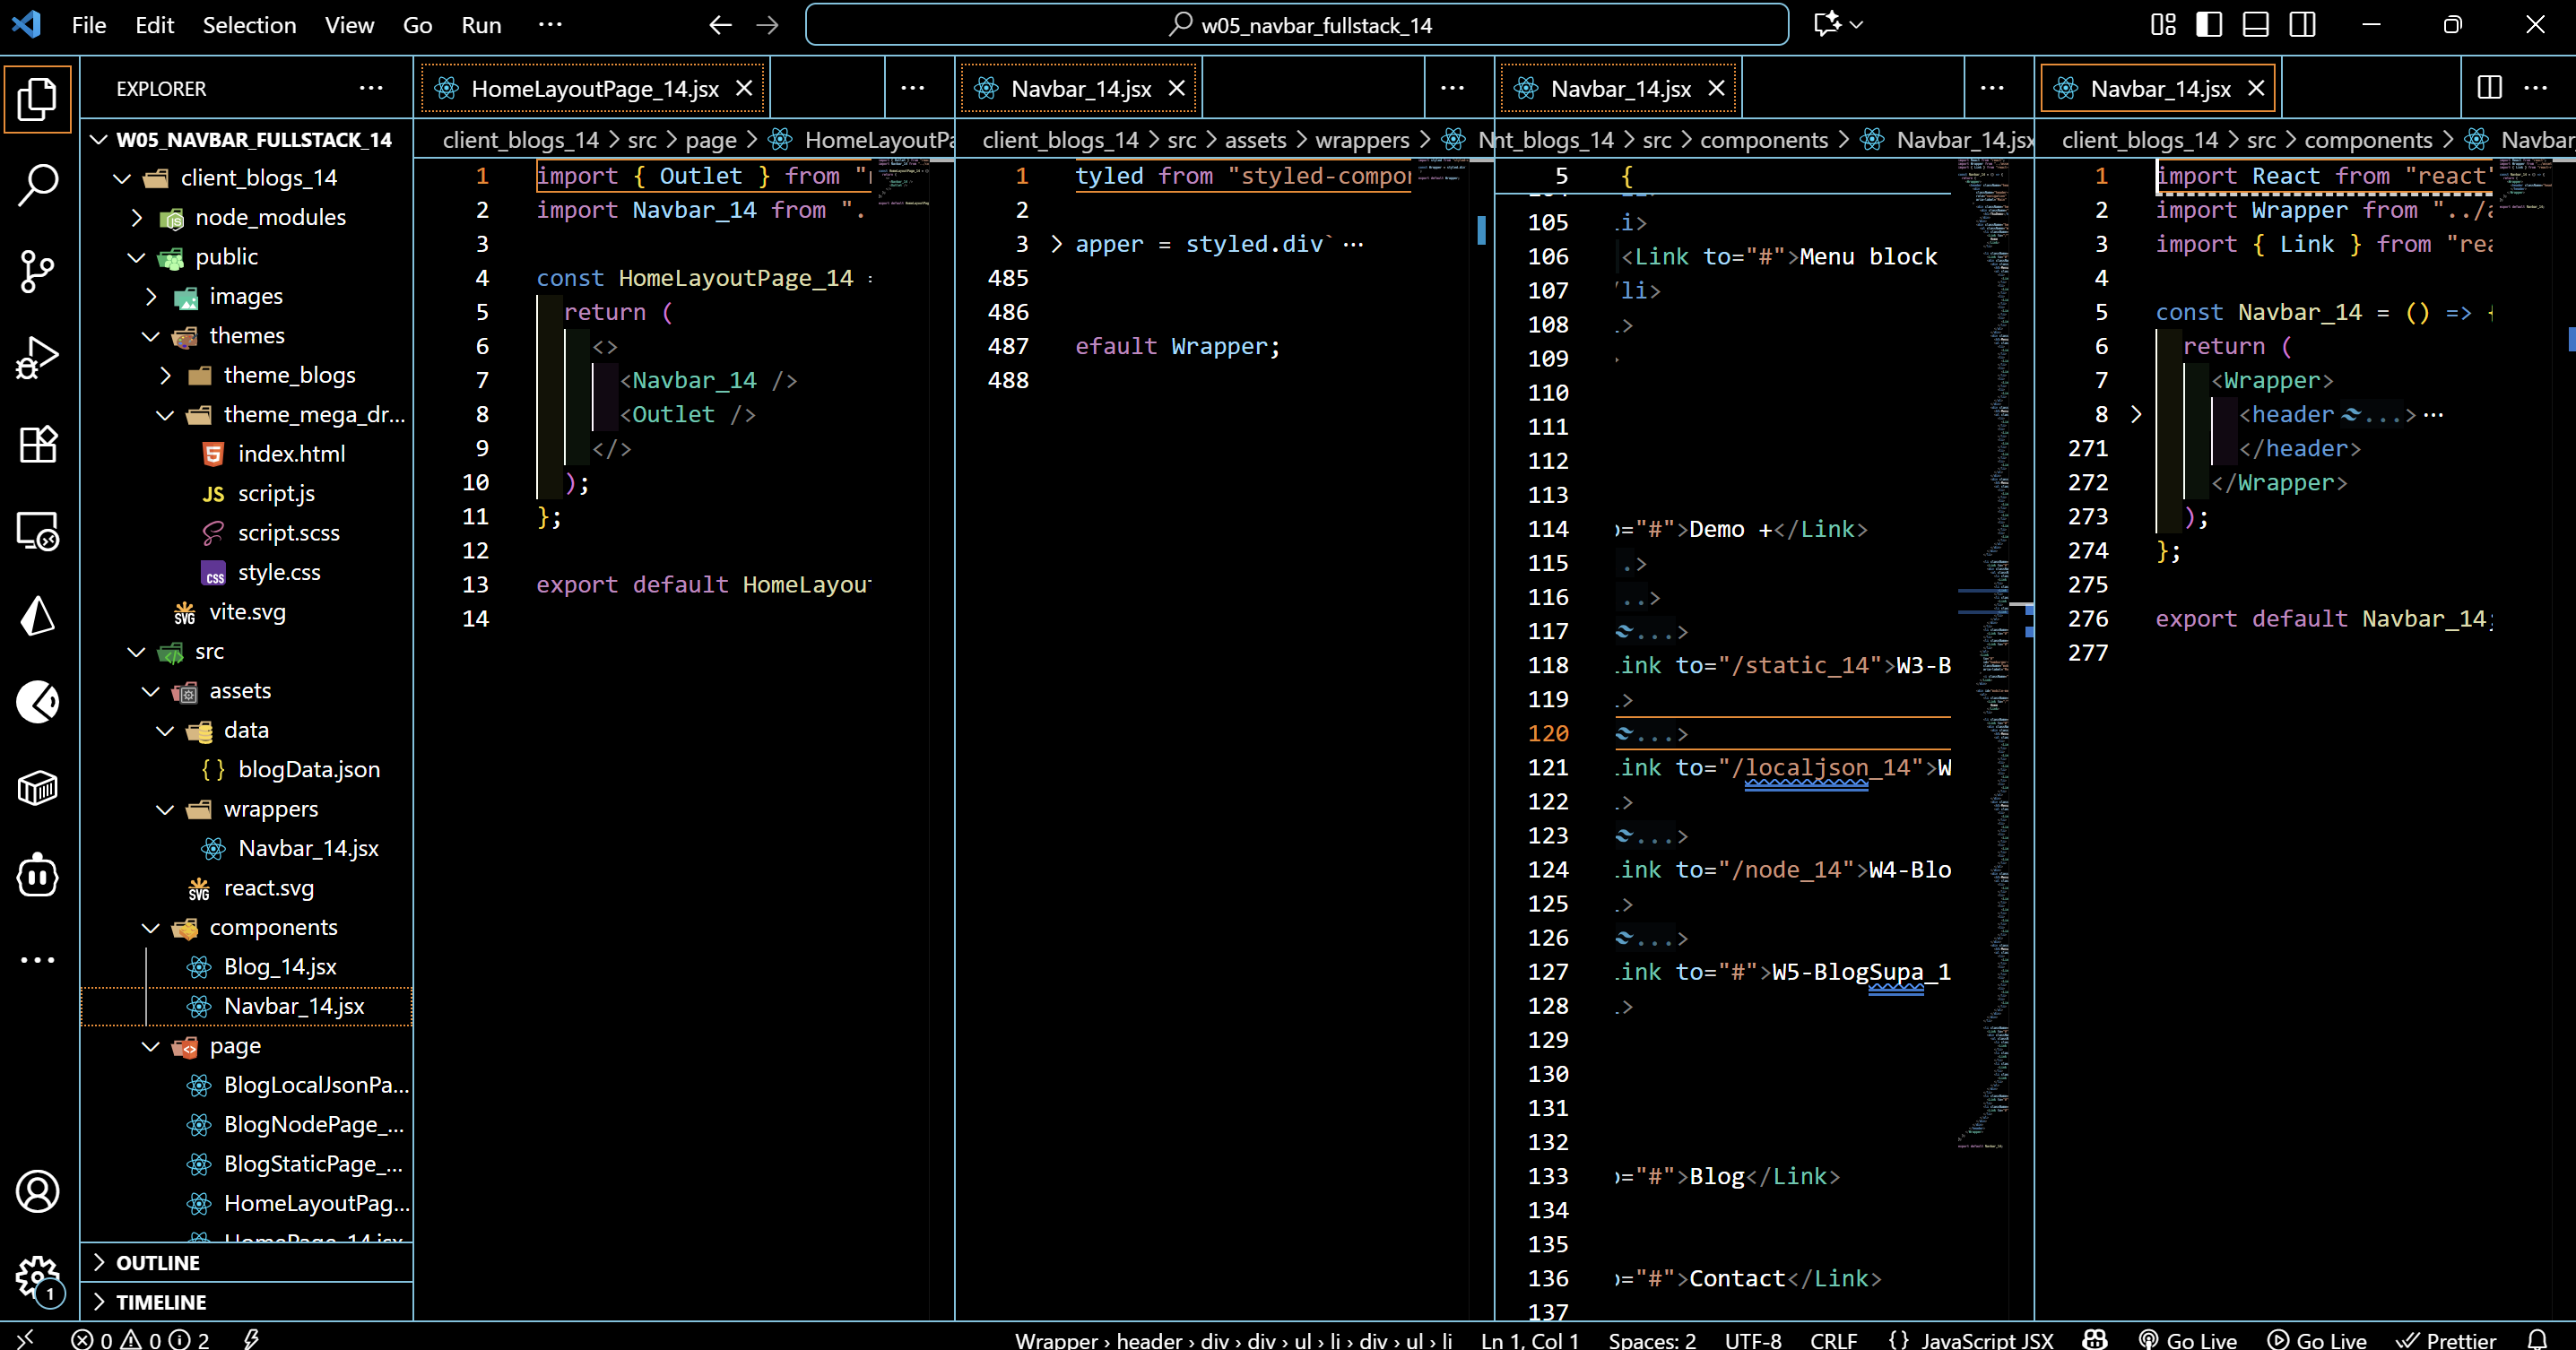 File Edit Selection View Go Run ···
w05_navbar_fullstack_14
EXPLORER
W05_NAVBAR_FULLSTACK_14
client_blogs_14
node_modules
public
images
themes
theme_blogs
theme_mega_dr...
index.html
script.js
script.scss
style.css
vite.svg
src
assets
data
blogData.json
wrappers
Navbar_14.jsx
react.svg
components
Blog_14.jsx
Navbar_14.jsx
page
BlogLocalJsonPa...
BlogNodePage_...
BlogStaticPage_...
HomeLayoutPag...
HomePage_14.jsx
OUTLINE
TIMELINE
HomeLayoutPage_14.jsx
client_blogs_14 > src > page > HomeLayoutPa
1 import { Outlet } from "r
2 import Navbar_14 from ".
3
4 const HomeLayoutPage_14 =
5 return (
6 <>
7 <Navbar_14 />
8 <Outlet />
9 </>
10 );
11 };
12
13 export default HomeLayou
14
Navbar_14.jsx
client_blogs_14 > src > assets > wrappers > N
1 tyled from "styled-compor
2
3 apper = styled.div` ···
485
486
487 efault Wrapper;
488
Navbar_14.jsx
nt_blogs_14 > src > components > Navbar_14.jsx
5 {
105 li>
106 <Link to="#">Menu block
107 /li>
108 >
109
110
111
112
113
114 o="#">Demo +</Link>
115 .>
116 ..>
117 ...>
118 Link to="/static_14">W3-B
119 >
120 ...>
121 Link to="/localjson_14">W
122 >
123 ...>
124 Link to="/node_14">W4-Blo
125 >
126 ...>
127 Link to="#">W5-BlogSupa_1
128 >
129
130
131
132
133 o="#">Blog</Link>
134
135
136 o="#">Contact</Link>
137
Navbar_14.jsx
client_blogs_14 > src > components > Navbar
1 import React from "react"
2 import Wrapper from "../a
3 import { Link } from "rea
4
5 const Navbar_14 = () => {
6 return (
7 <Wrapper>
8 <header ...> ···
271 </header>
272 </Wrapper>
273 );
274 };
275
276 export default Navbar_14;
277
1
0 0 2
Wrapper › header › div › div › ul › li › div › ul › li Ln 1, Col 1 Spaces: 2 UTF-8 CRLF {} JavaScript JSX Go Live Go Live Prettier